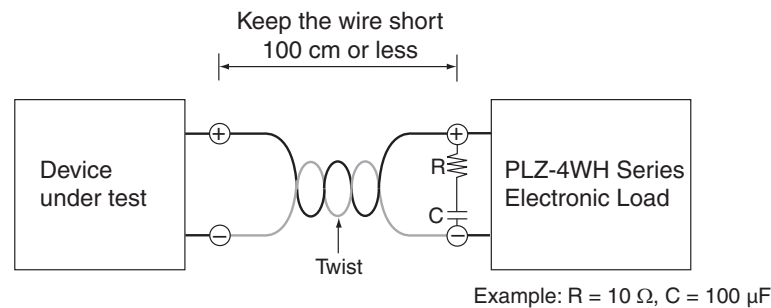 Keep the wire short
100 cm or less
Device
under test
+
+
R
PLZ-4WH Series
Electronic Load
C
−
−
Twist
Example: R = 10 Ω, C = 100 µF